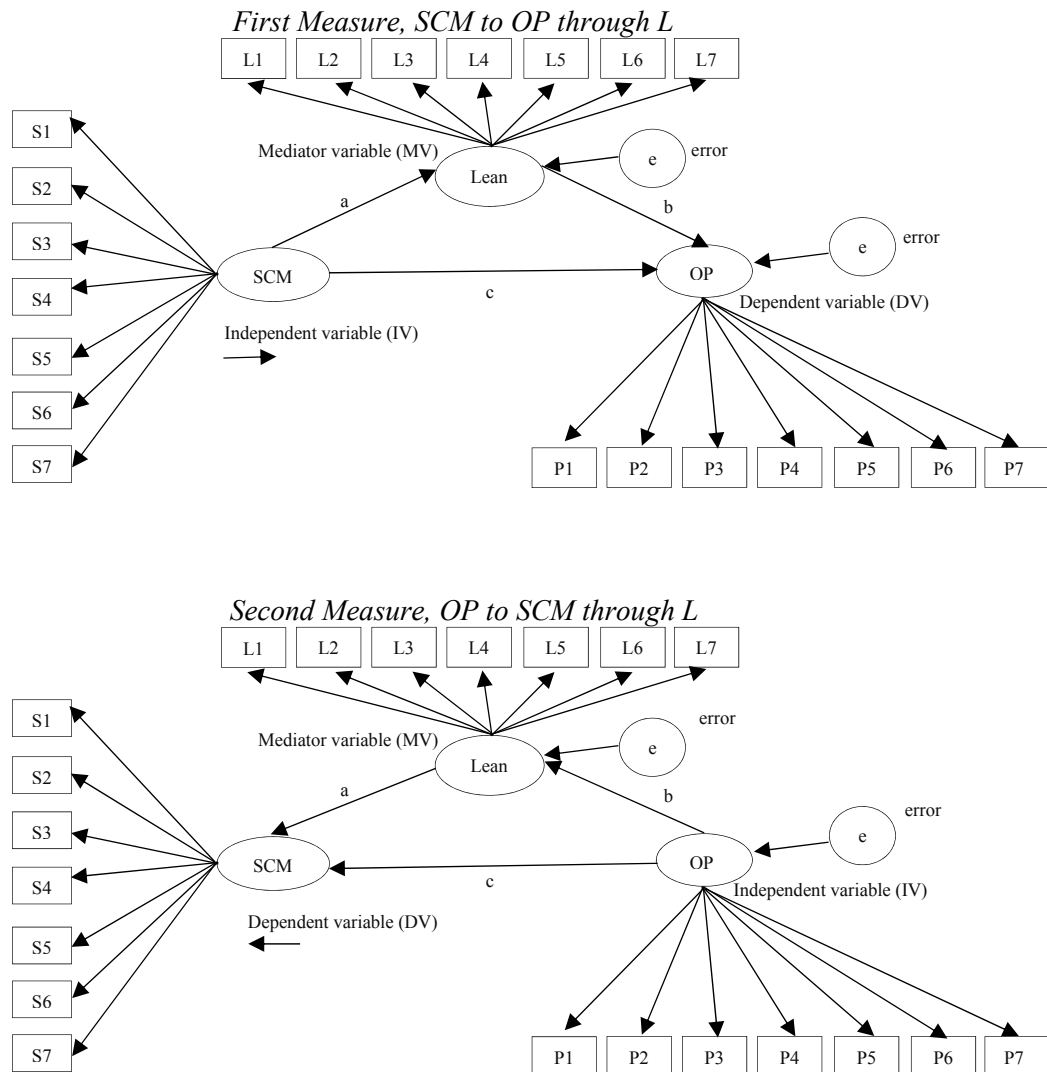 First Measure, SCM to OP through L
L1 L2 L3 L4 L5 L6 L7
S1
Mediator variable (MV)
e
error
Lean
S2
a
b
S3
e
error
SCM
OP
S4
c
Dependent variable (DV)
Independent variable (IV)
S5
S6
S7
P1 P2 P3 P4 P5 P6 P7
Second Measure, OP to SCM through L
L1 L2 L3 L4 L5 L6 L7
S1
error
Mediator variable (MV)
e
Lean
S2
a
b
error
S3
e
SCM
OP
S4
c
Independent variable (IV)
Dependent variable (DV)
S5
S6
S7
P1 P2 P3 P4 P5 P6 P7